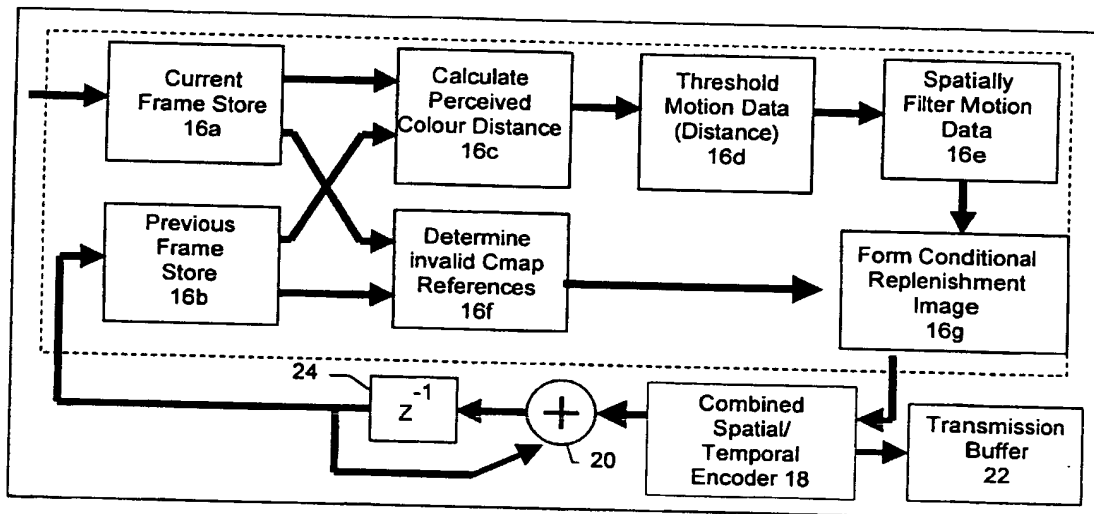 Current
Frame Store
16a
Calculate
Perceived
Colour Distance
16c
Threshold
Motion Data
(Distance)
16d
Spatially
Filter Motion
Data
16e
Previous
Frame
Store
16b
Determine
invalid Cmap
References
16f
Form Conditional
Replenishment
Image
16g
24
z-1
+
20
Combined
Spatial/
Temporal
Encoder 18
Transmission
Buffer
22